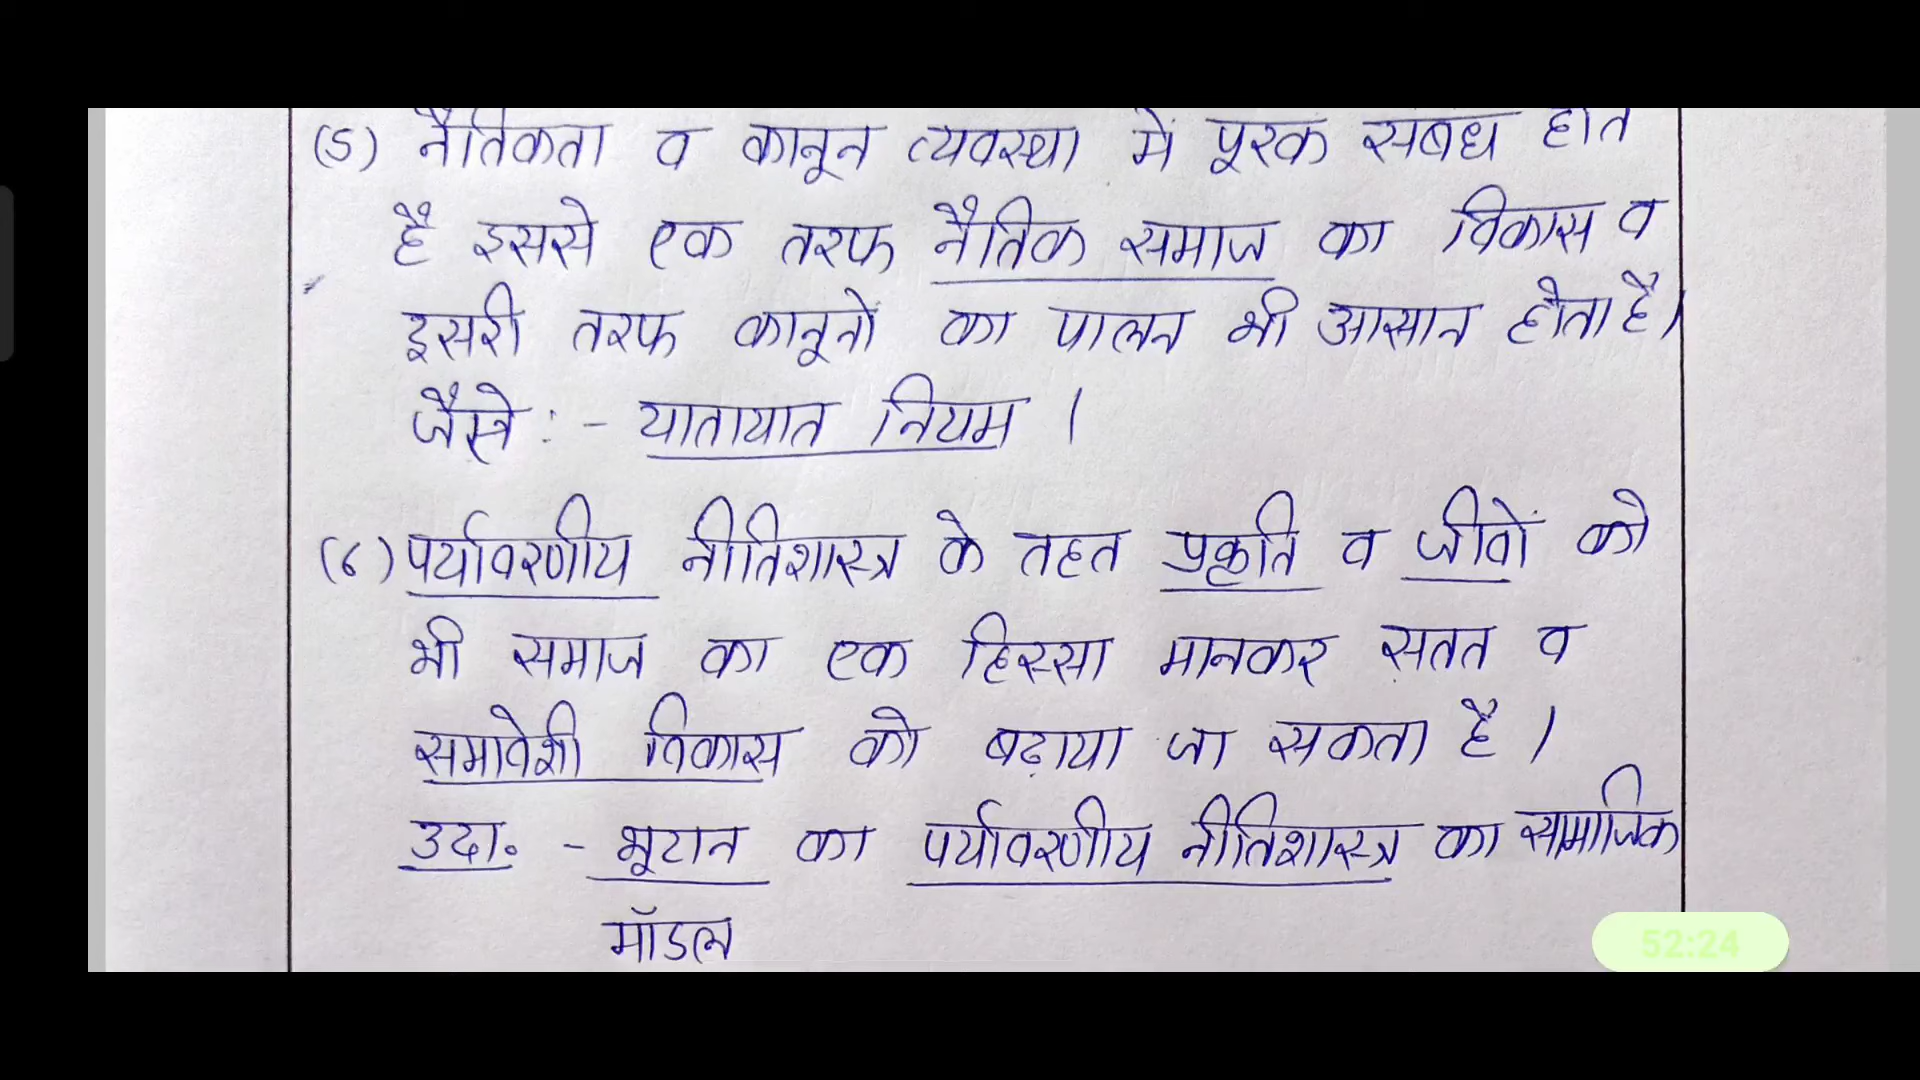 (5) नैतिकता व कानून व्यवस्था में पूरक संबंध होते
है इससे एक तरफ नैतिक समाज का विकास व
दूसरी तरफ कानूनों का पालन भी आसान होता है।
जैसे :- यातायात नियम ।
(६) पर्यावरणीय नीतिशास्त्र के तहत प्रकृति व जीवों को
भी समाज का एक हिस्सा मानकर सतत व
समावेशी विकास को बढ़ाया जा सकता है ।
उदा. - भूटान का पर्यावरणीय नीतिशास्त्र का सामाजिक
मॉडल
52:24